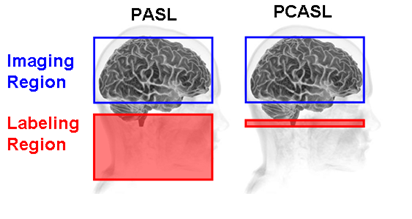 PASL
PCASL
Imaging
Region
Labeling
Region